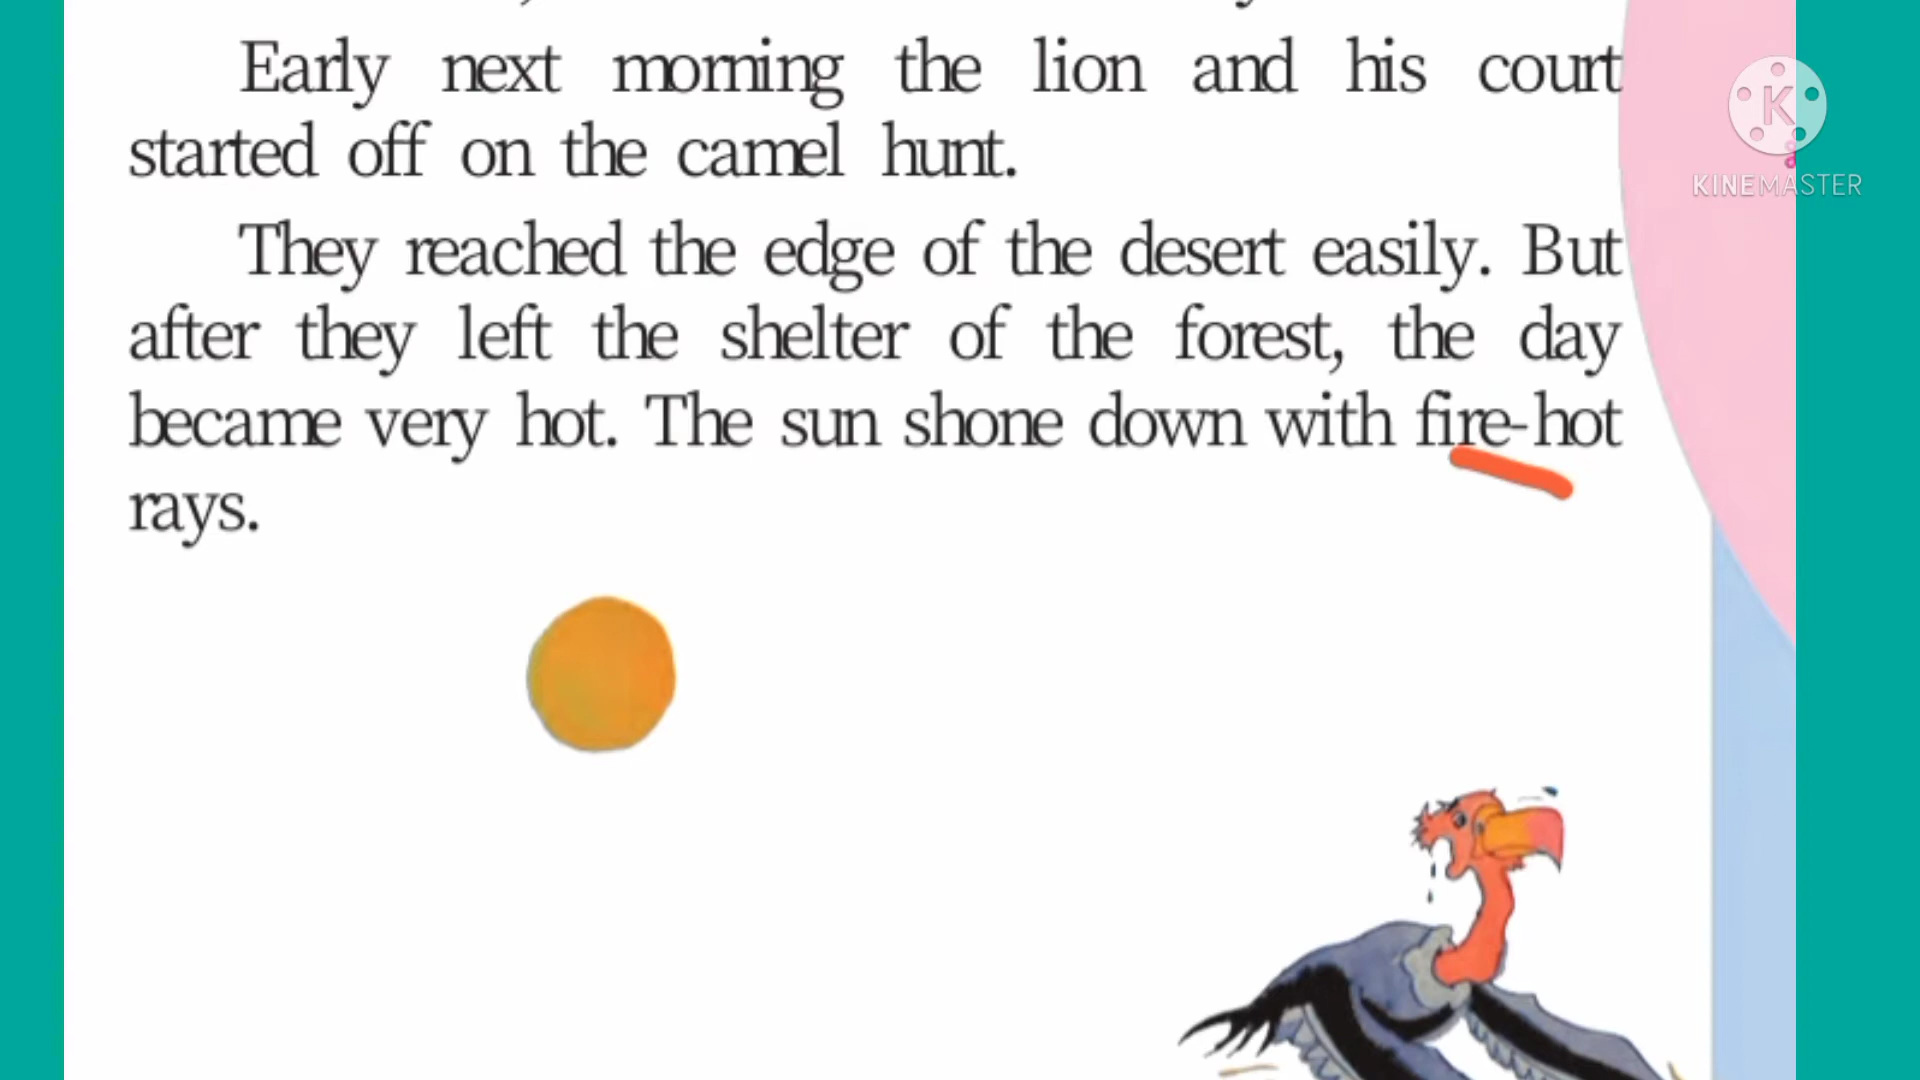 Early next morning the lion and his court
started off on the camel hunt.
They reached the edge of the desert easily. But
after they left the shelter of the forest, the day
became very hot. The sun shone down with fire-hot
rays.
K
KINEMASTER